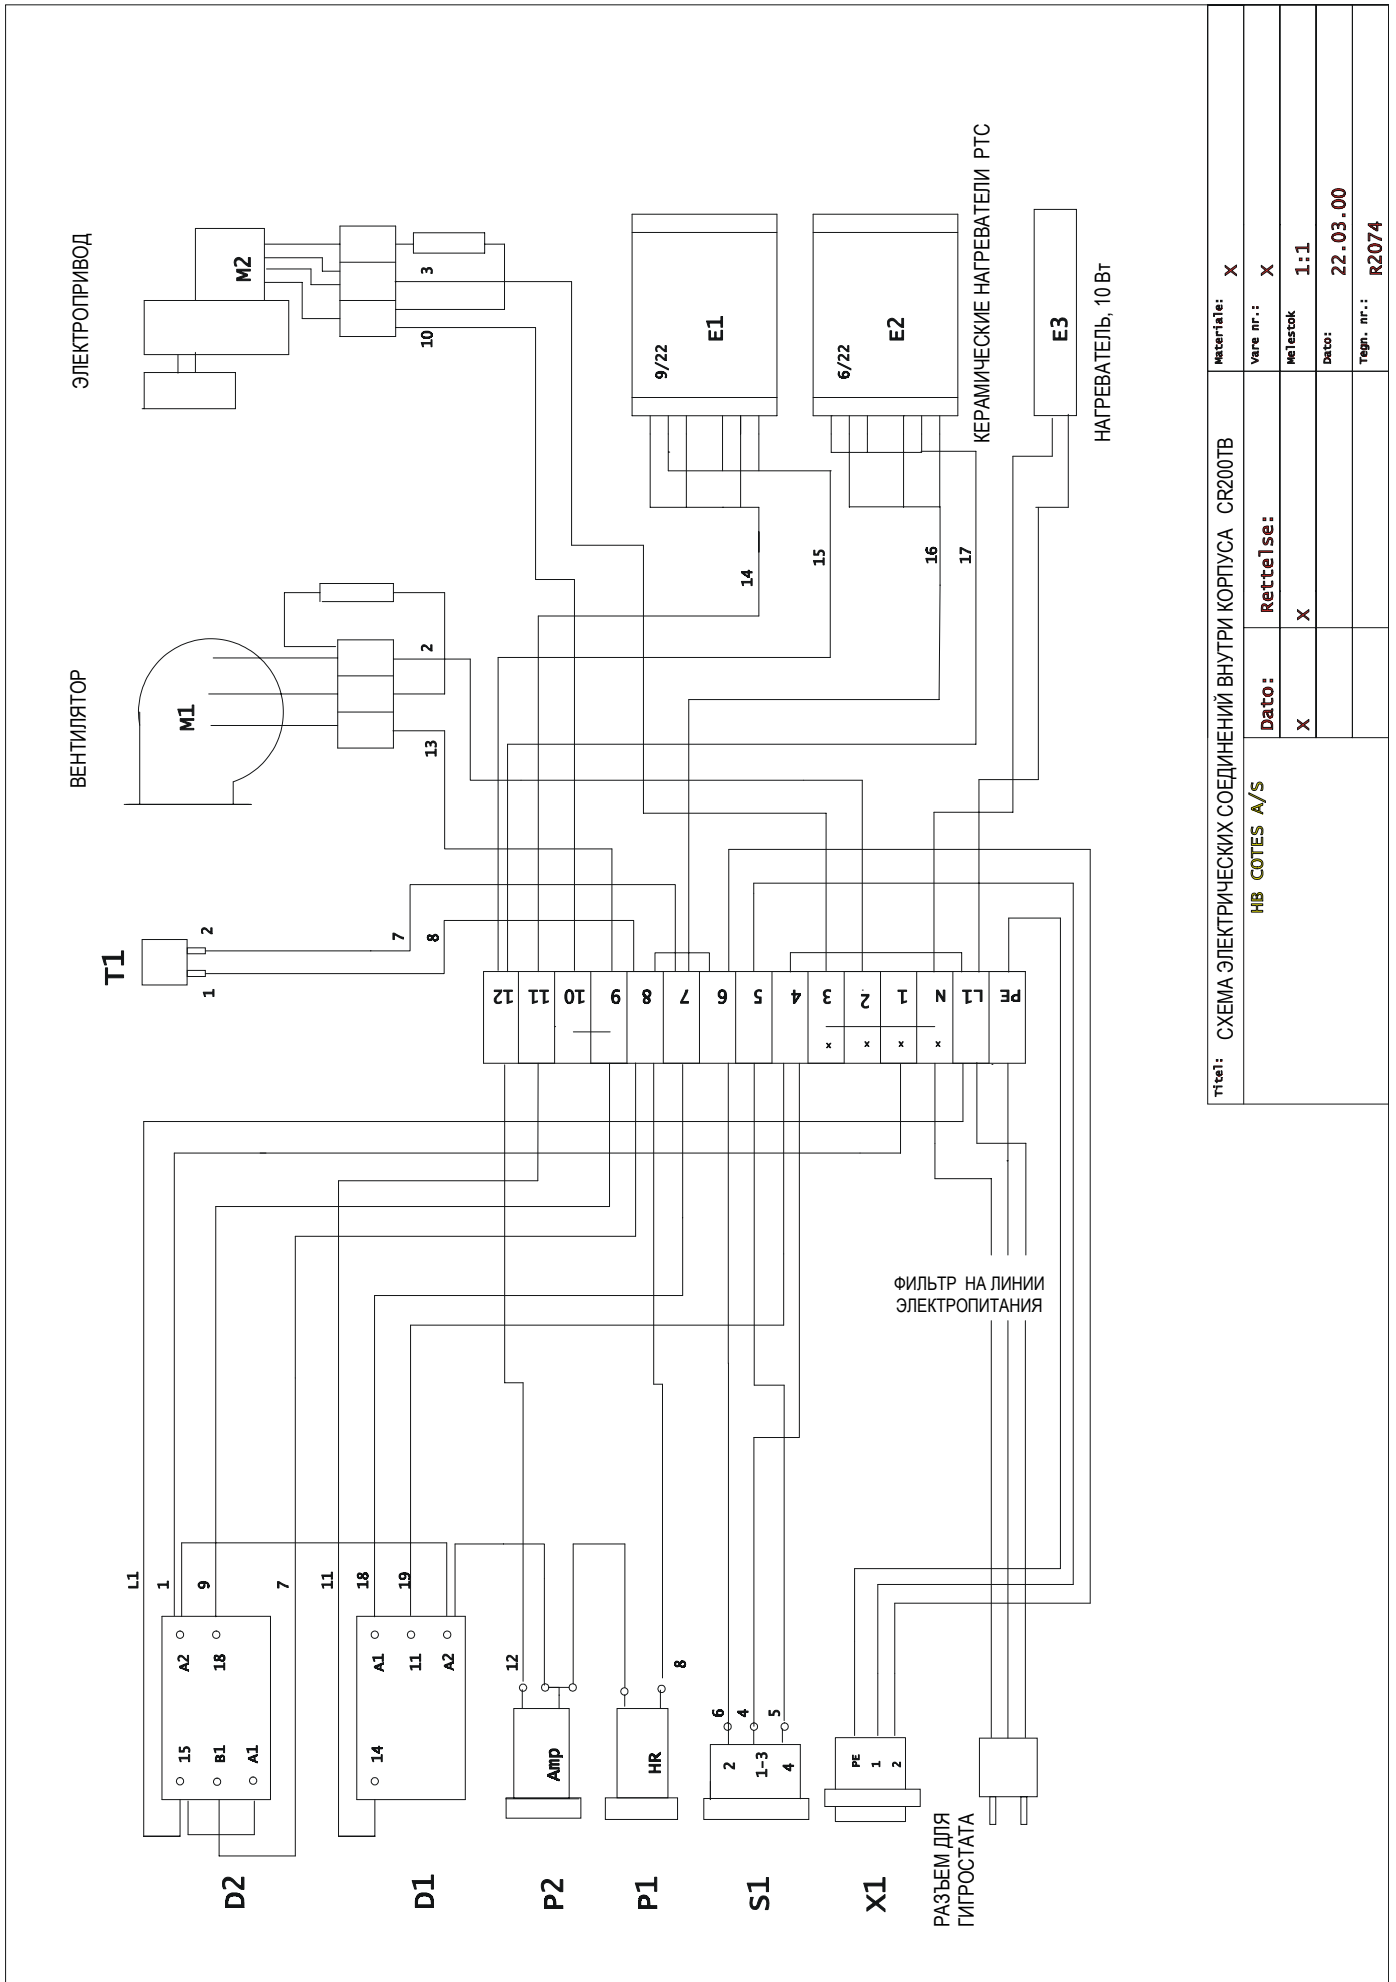 ЭЛЕКТРОПРИВОД
M2
3
10
ВЕНТИЛЯТОР
M1
2
13
T1
1
2
7
8
9/22
E1
6/22
E2
КЕРАМИЧЕСКИЕ НАГРЕВАТЕЛИ РТС
E3
НАГРЕВАТЕЛЬ, 10 Вт
14
15
16
17
12
11
10
9
8
7
6
5
4
3
2
1
N
L1
PE
x
x
x
x
L1
1
9
7
11
18
19
12
8
6
4
5
A2
18
15
B1
A1
D2
A1
11
A2
14
D1
Amp
P2
HR
P1
2
1-3
4
S1
PE
1
2
X1
РАЗЪЕМ ДЛЯ
ГИГРОСТАТА
ФИЛЬТР НА ЛИНИИ
ЭЛЕКТРОПИТАНИЯ
Titel: СХЕМА ЭЛЕКТРИЧЕСКИХ СОЕДИНЕНИЙ ВНУТРИ КОРПУСА CR200TB
HB COTES A/S
Dato: Rettelse:
X X
Materiale: X
Vare nr.: X
Melestok 1:1
Dato: 22.03.00
Tegn. nr.: R2074